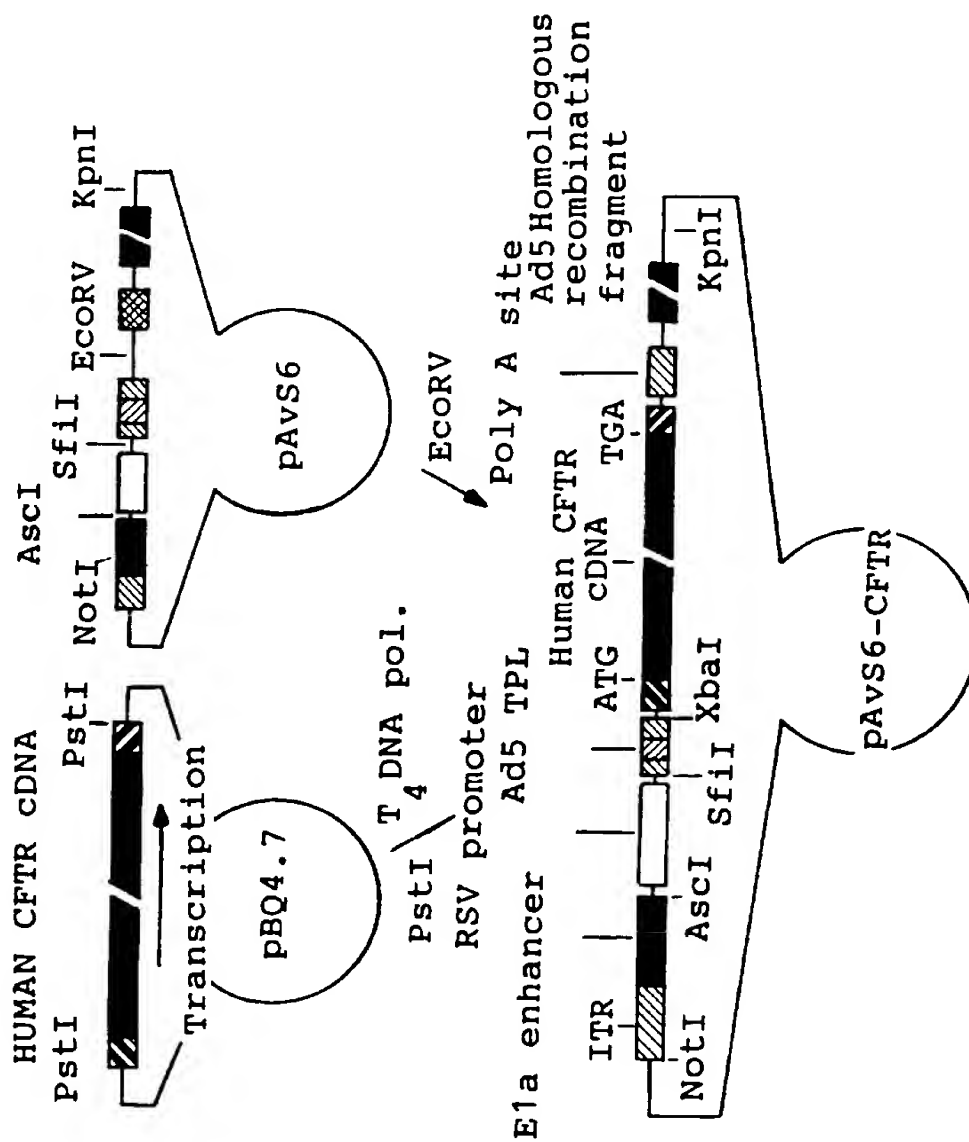 HUMAN CFTR cDNA
PstI
PstI
Transcription
pBQ4.7
AscI
NotI
SfiI
EcoRV
KpnI
pAvS6
PstI
T4 DNA pol.
EcoRV
E1a enhancer
RSV promoter
Ad5 TPL
Poly A site
Ad5 Homologous
recombination
fragment
ITR
ATG
Human CFTR
cDNA
TGA
NotI
AscI
SfiI
XbaI
KpnI
pAvS6-CFTR